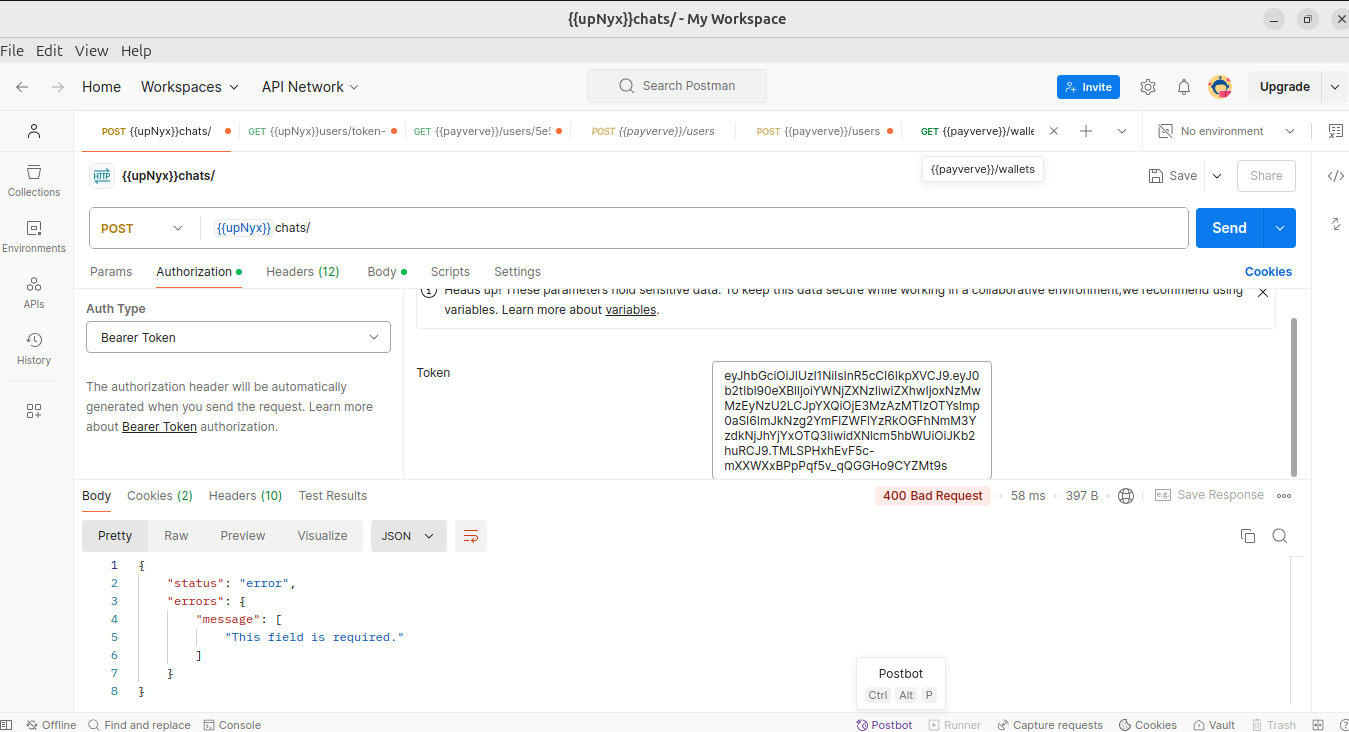 {{upNyx}}chats/ - My Workspace
File Edit View Help
Home Workspaces API Network Search Postman Invite Upgrade
POST {{upNyx}}chats/ GET {{upNyx}}users/token- GET {{payverve}}/users/5e5 POST {{payverve}}/users POST {{payverve}}/users GET {{payverve}}/walle No environment
{{payverve}}/wallets
HTTP {{upNyx}}chats/ Save Share
Collections
Environments
APIs
History
POST {{upNyx}} chats/ Send
Params Authorization Headers (12) Body Scripts Settings Cookies
Heads up! These parameters hold sensitive data. To keep this data secure while working in a collaborative environment,we recommend using
variables. Learn more about variables.
Auth Type
Bearer Token
The authorization header will be automatically
generated when you send the request. Learn more
about Bearer Token authorization.
Token
eyJhbGciOiJIUzI1NiIsInR5cCI6IkpXVCJ9.eyJ0
b2tlbl90eXBlIjoiYWNjZXNzIiwiZXhwIjoxNzMw
MzEyNzU2LCJpYXQiOjE3MzAzMTIzOTYsImp
0aSI6ImJkNzg2YmFlZWFlYzRkOGFhNmM3Y
zdkNjJhYjYxOTQ3IiwidXNlcm5hbWUiOiJKb2
huRCJ9.TMLSPHxhEvF5c-
mXXWXxBPpPqf5v_qQGGHo9CYZMt9s
Body Cookies (2) Headers (10) Test Results 400 Bad Request 58 ms 397 B e.g. Save Response
Pretty Raw Preview Visualize JSON
1 {
2 "status": "error",
3 "errors": {
4 "message": [
5 "This field is required."
6 ]
7 }
8 }
Postbot
Ctrl Alt P
Offline Find and replace Console Postbot Runner Capture requests Cookies Vault Trash